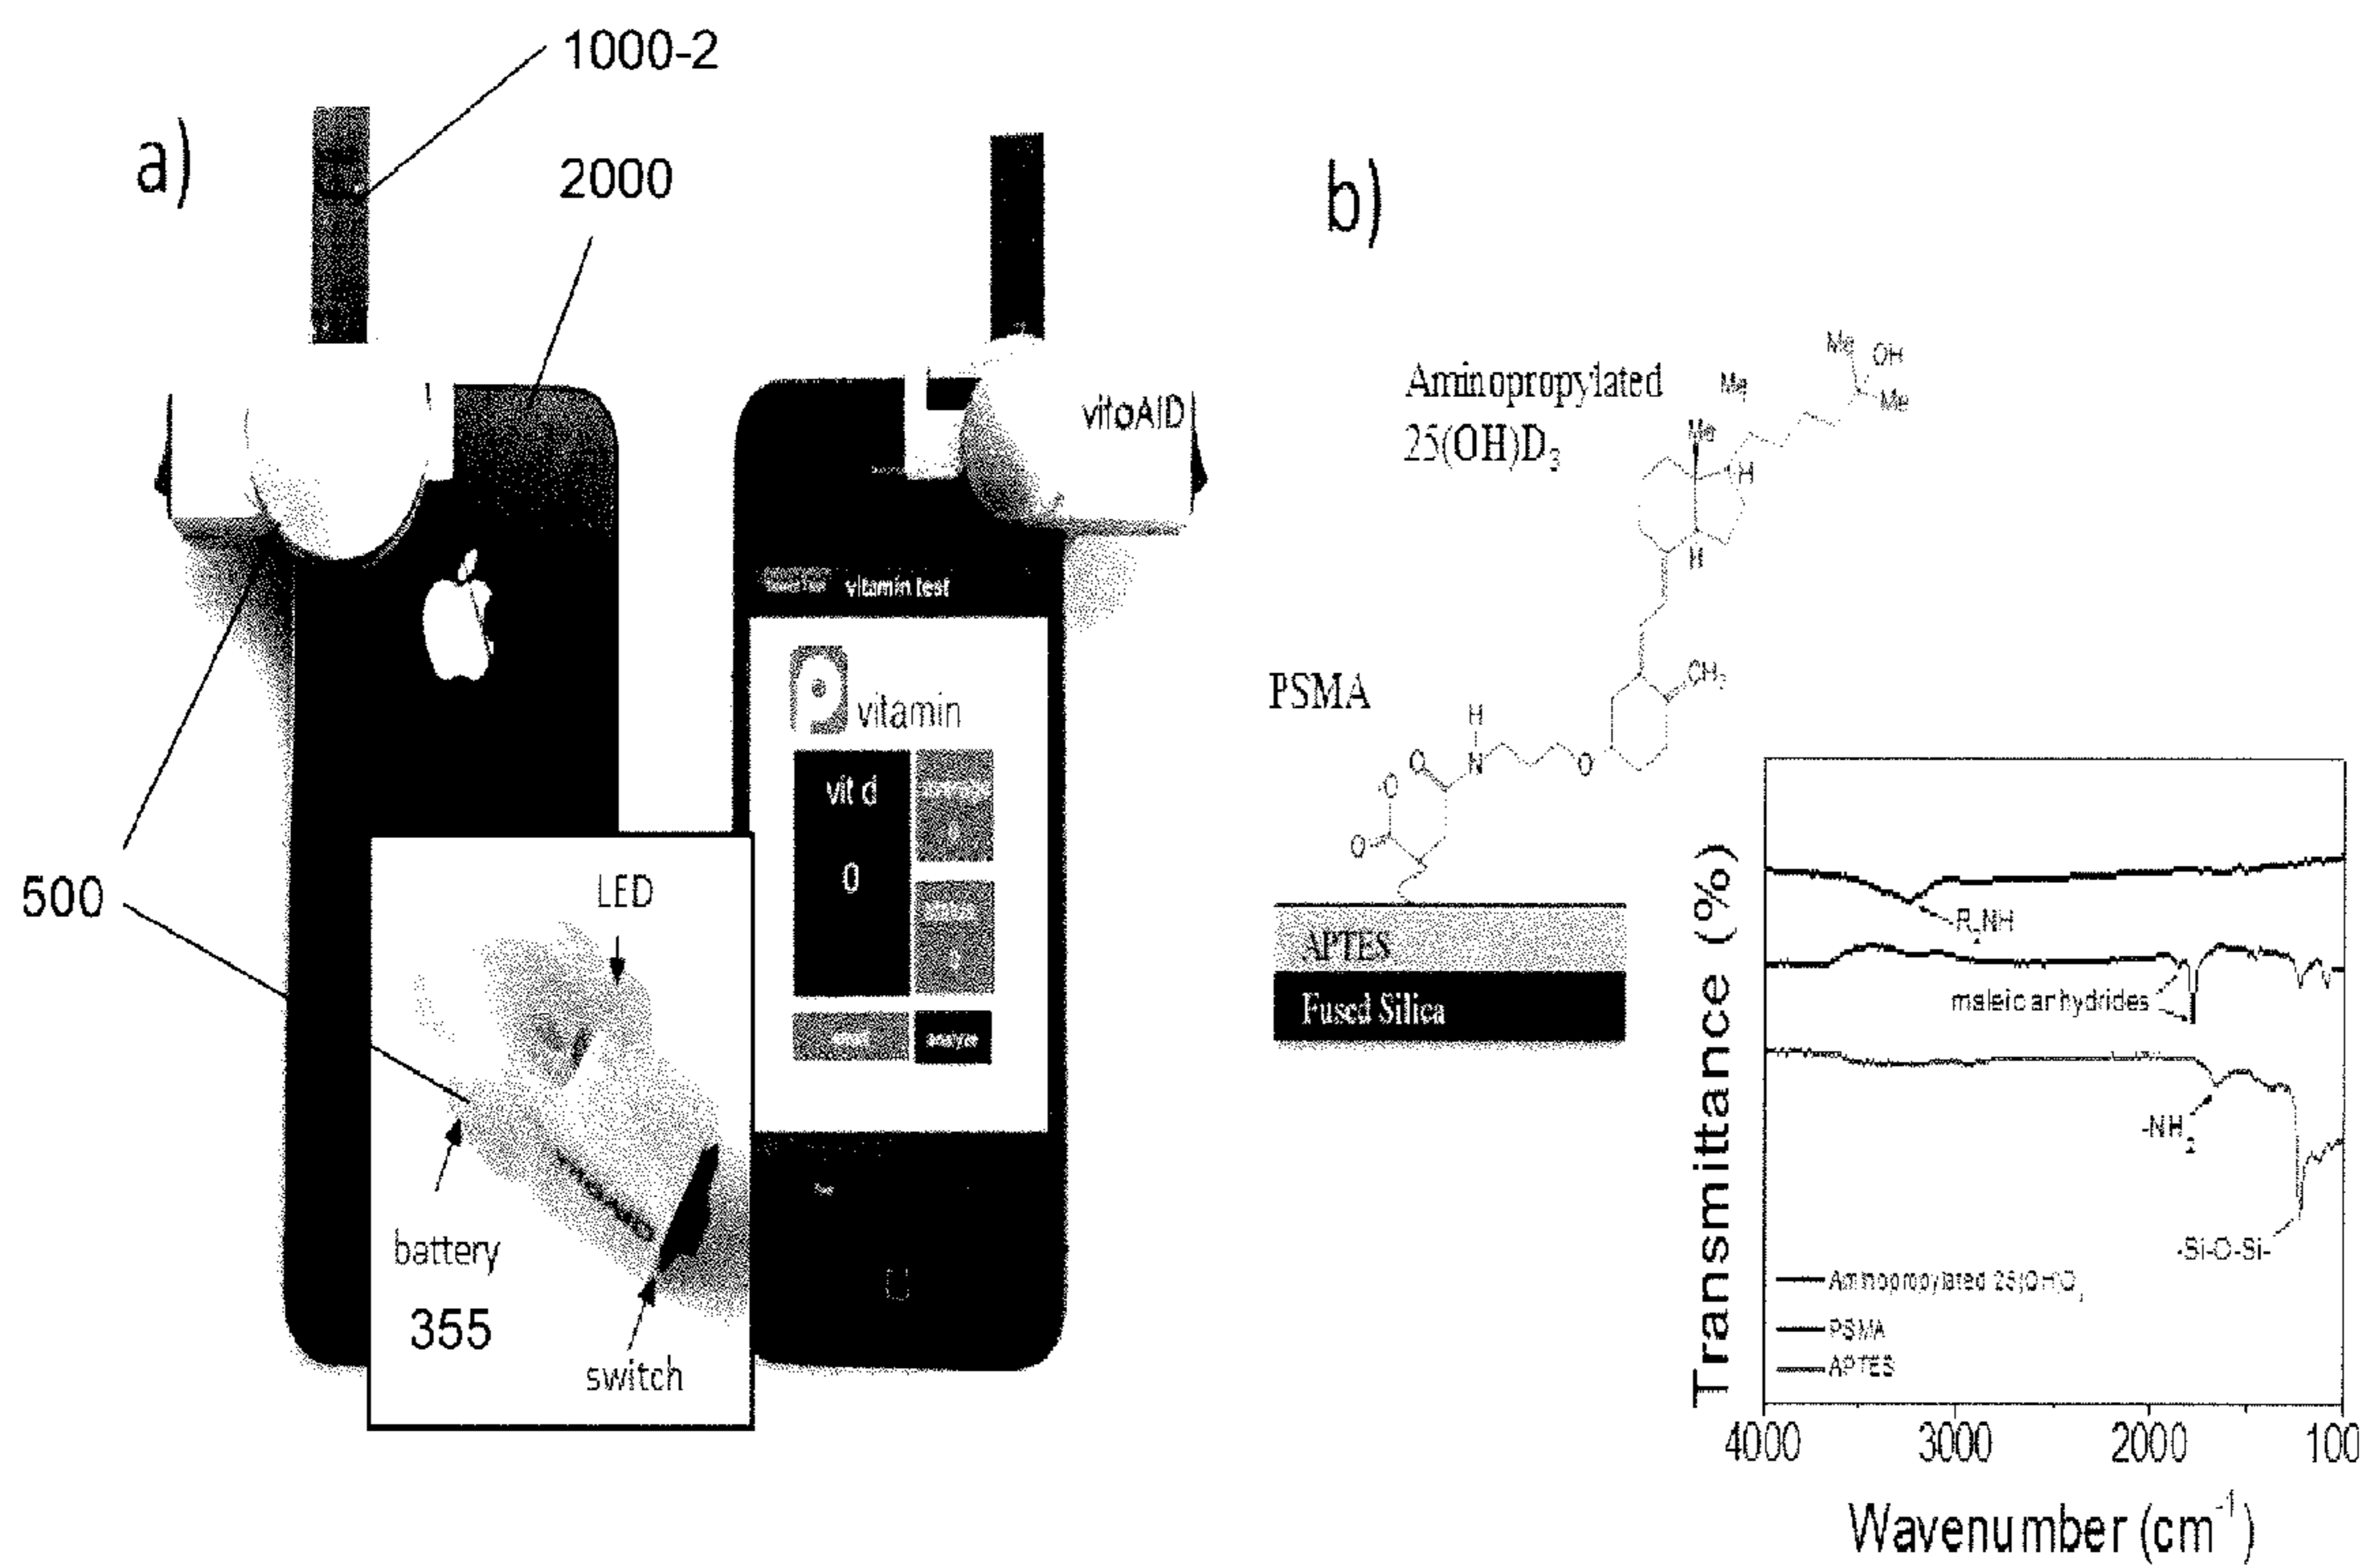 a)
1000-2
2000
500
vitoAID
vitamin test
vitamin
vit d
0
analyze
LED
vitoAID
battery
355
switch
b)
Aminopropylated
25(OH)D3
Me
OH
Me
Me
Me
H
H
CH2
PSMA
H
N
O
O
O
O
APTES
Fused Silica
Transmittance (%)
-R2NH
maleic anhydrides
-NH2
-Si-O-Si-
Aminopropylated 25(OH)D3
PSMA
APTES
4000
3000
2000
100
Wavenumber (cm-1)